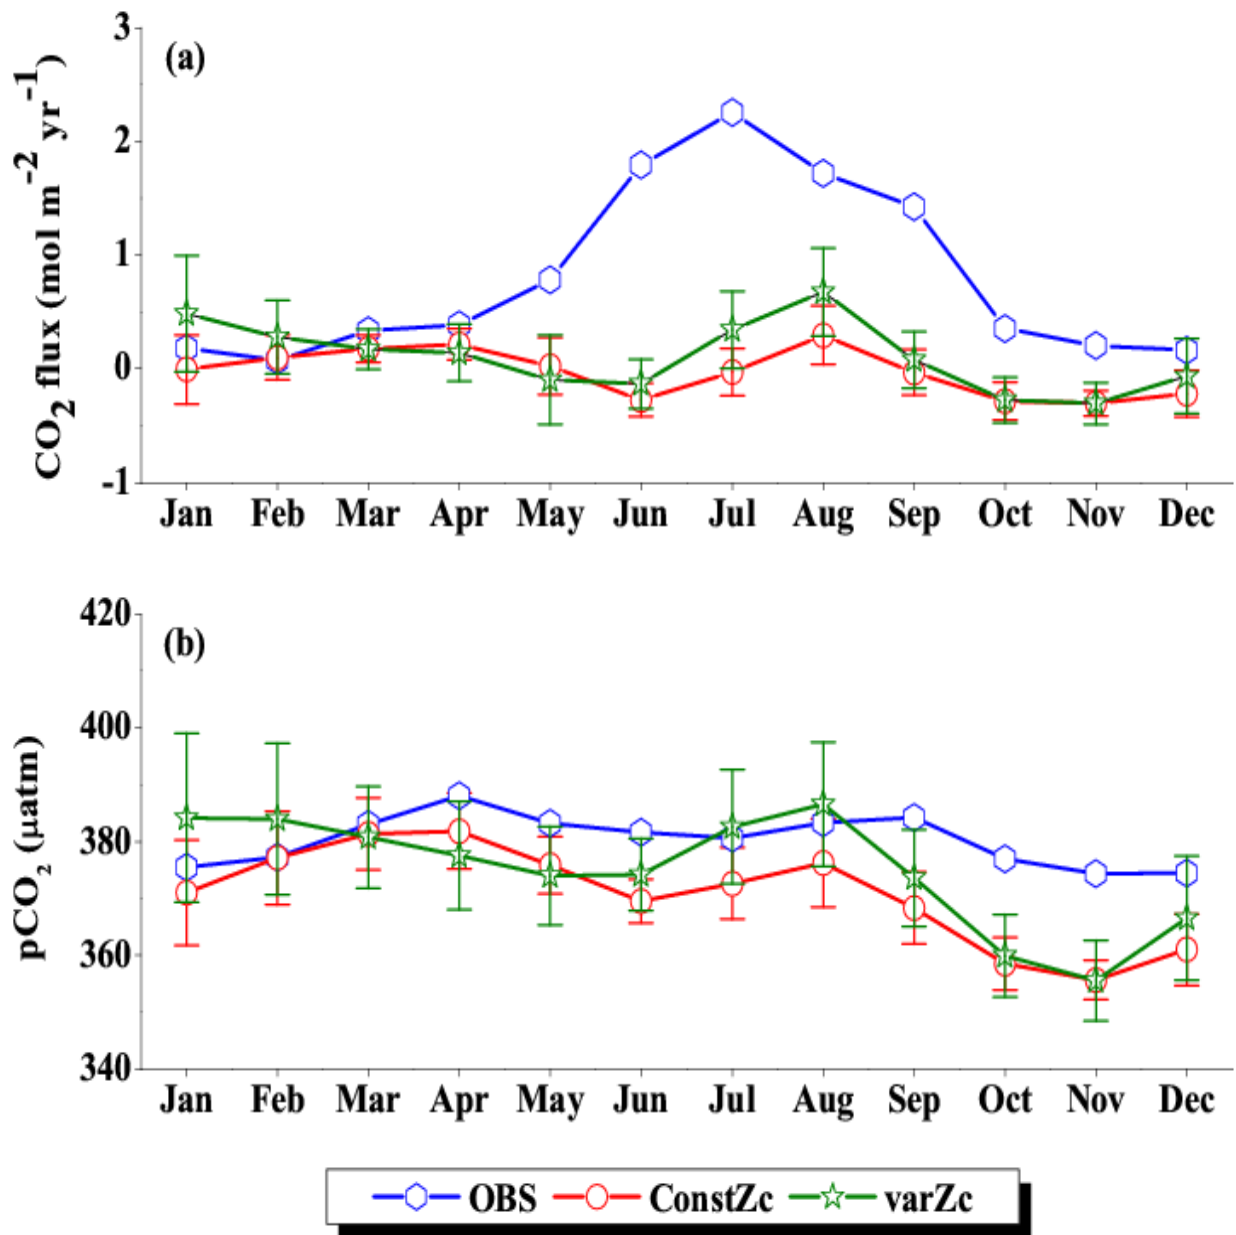 (a)
CO₂ flux (mol m⁻² yr⁻¹)
3
2
1
0
-1
Jan Feb Mar Apr May Jun Jul Aug Sep Oct Nov Dec
(b)
pCO₂ (µatm)
420
400
380
360
340
Jan Feb Mar Apr May Jun Jul Aug Sep Oct Nov Dec
OBS ConstZc varZc